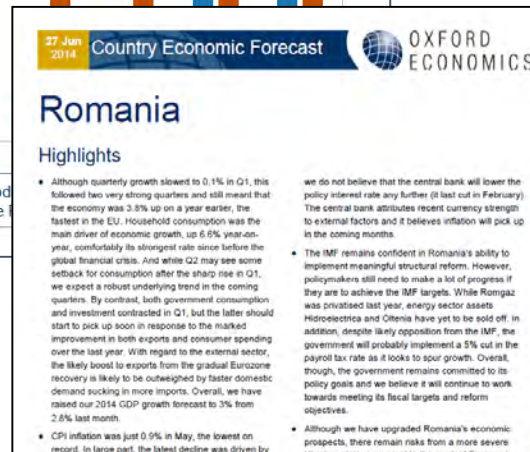 27 Jun
2014
Country Economic Forecast
OXFORD
ECONOMICS
Romania
Highlights
• Although quarterly growth slowed to 0.1% in Q1, this
followed two very strong quarters and still meant that
the economy was 3.8% up on a year earlier, the
fastest in the EU. Household consumption was the
main driver of economic growth, up 6.6% year-on-
year, comfortably its strongest rate since before the
global financial crisis. And while Q2 may see some
setback for consumption after the sharp rise in Q1,
we expect a robust underlying trend in the coming
quarters. By contrast, both government consumption
and investment contracted in Q1, but the latter should
start to pick up soon in response to the marked
improvement in both exports and consumer spending
over the last year. With regard to the external sector,
the likely boost to exports from the gradual Eurozone
recovery is likely to be outweighed by faster domestic
demand sucking in more imports. Overall, we have
raised our 2014 GDP growth forecast to 3% from
2.8% last month.
• CPI inflation was just 0.9% in May, the lowest on
record. In large part, the latest decline was driven by
we do not believe that the central bank will lower the
policy interest rate any further (it last cut in February).
The central bank attributes recent currency strength
to external factors and it believes inflation will pick up
in the coming months.
• The IMF remains confident in Romania's ability to
implement meaningful structural reform. However,
policymakers still need to make a lot of progress if
they are to achieve the IMF targets. While Romgaz
was privatised last year, energy sector assets
Hidroelectrica and Oltenia have yet to be sold off. In
addition, despite likely opposition from the IMF, the
government will probably implement a 5% cut in the
payroll tax rate as it looks to spur growth. Overall,
though, the government remains committed to its
policy goals and we believe it will continue to work
towards meeting its fiscal targets and reform
objectives.
• Although we have upgraded Romania's economic
prospects, there remain risks from a more severe